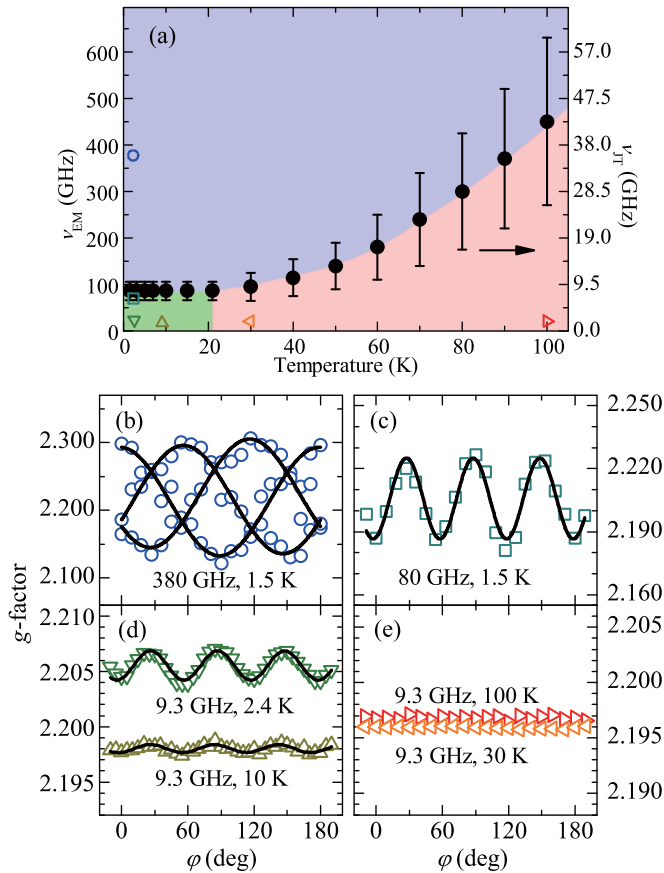 (a)
600
500
400
300
200
100
0
ν_EM (GHz)
57.0
47.5
38.0
28.5
19.0
9.5
0.0
ν_JT (GHz)
0
20
40
60
80
100
Temperature (K)
(b)
2.300
2.200
2.100
380 GHz, 1.5 K
(c)
2.250
2.220
2.190
2.160
80 GHz, 1.5 K
g-factor
(d)
2.210
2.205
2.200
2.195
9.3 GHz, 2.4 K
9.3 GHz, 10 K
(e)
2.205
2.200
2.195
2.190
9.3 GHz, 100 K
9.3 GHz, 30 K
0
60
120
180
φ (deg)
0
60
120
180
φ (deg)